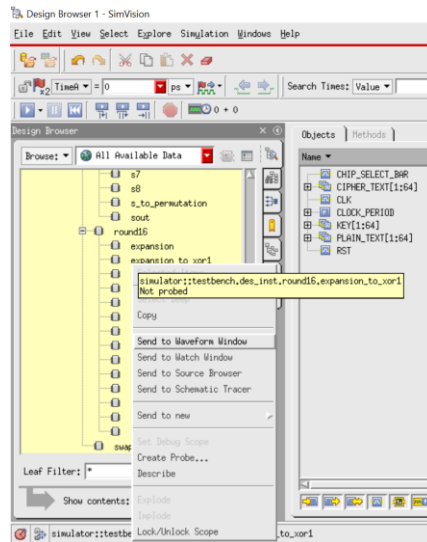 Design Browser 1 - SimVision
File Edit View Select Explore Simulation Windows Help
x2 TimeA = 0 ps Search Times: Value
0 + 0
Design Browser
Objects Methods
Browse: All Available Data
Name
s7
s8
s_to_permutation
sout
round16
expansion
expansion_to_xor1
CHIP_SELECT_BAR
CIPHER_TEXT[1:64]
CLK
CLOCK_PERIOD
KEY[1:64]
PLAIN_TEXT[1:64]
RST
simulator::testbench.des_inst.round16.expansion_to_xor1
Not probed
Copy
Send to Waveform Window
Send to Watch Window
Send to Source Browser
Send to Schematic Tracer
Send to new
Set Debug Scope
Create Probe...
Describe
Explode
Implode
Lock/Unlock Scope
swap
Leaf Filter: *
Show contents:
simulator::testbe
to_xor1